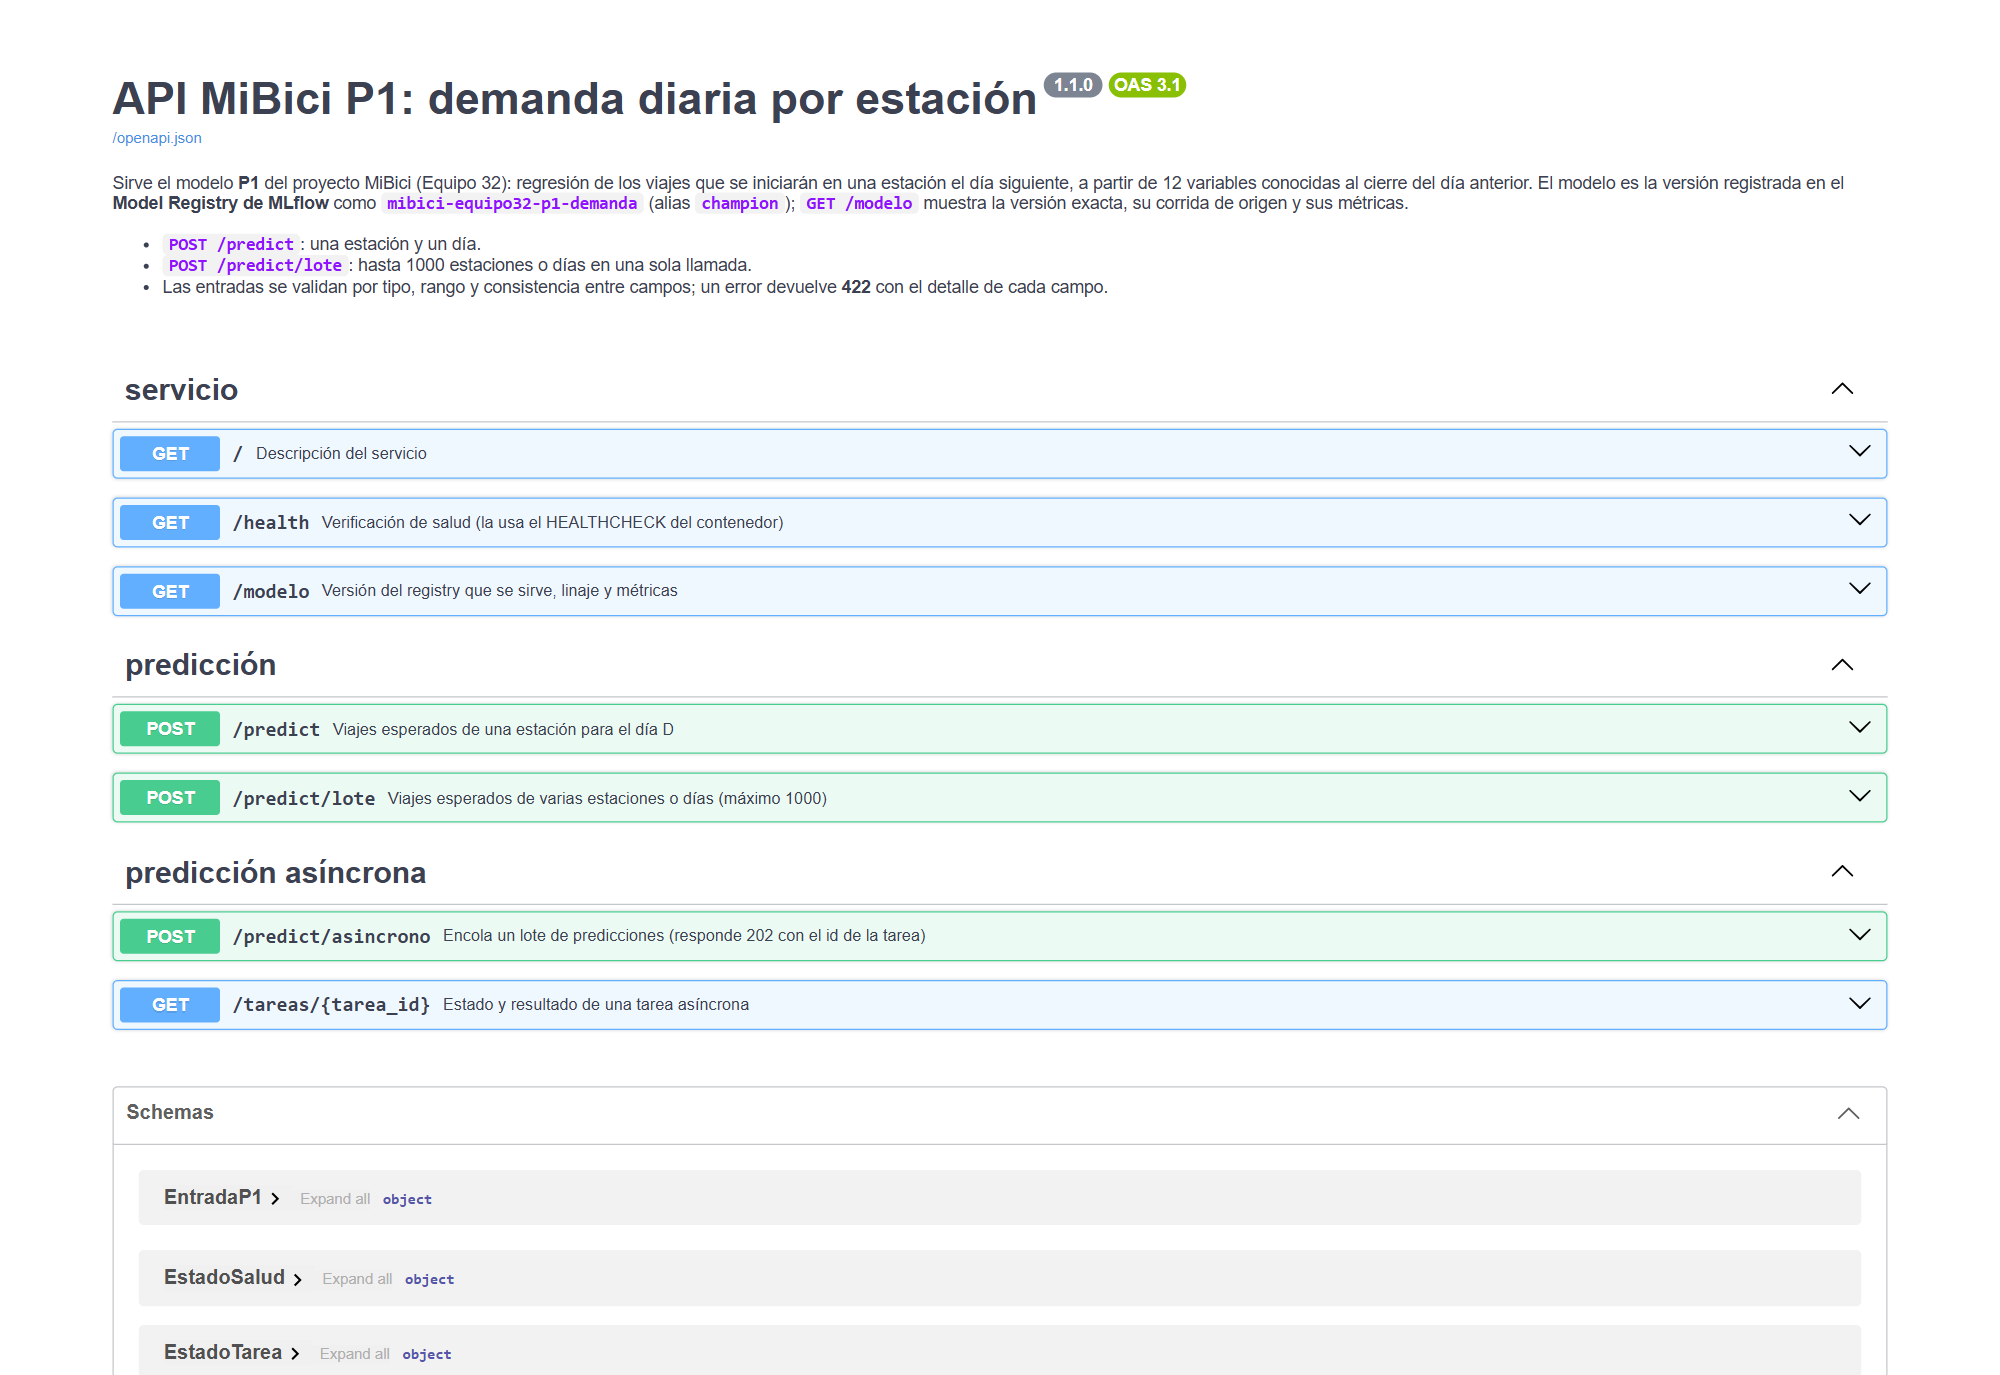 API MiBici P1: demanda diaria por estación 1.1.0 OAS 3.1
/openapi.json
Sirve el modelo P1 del proyecto MiBici (Equipo 32): regresión de los viajes que se iniciarán en una estación el día siguiente, a partir de 12 variables conocidas al cierre del día anterior. El modelo es la versión registrada en el
Model Registry de MLflow como mibici-equipo32-p1-demanda (alias champion ); GET /modelo muestra la versión exacta, su corrida de origen y sus métricas.
• POST /predict : una estación y un día.
• POST /predict/lote : hasta 1000 estaciones o días en una sola llamada.
• Las entradas se validan por tipo, rango y consistencia entre campos; un error devuelve 422 con el detalle de cada campo.
servicio
GET / Descripción del servicio
GET /health Verificación de salud (la usa el HEALTHCHECK del contenedor)
GET /modelo Versión del registry que se sirve, linaje y métricas
predicción
POST /predict Viajes esperados de una estación para el día D
POST /predict/lote Viajes esperados de varias estaciones o días (máximo 1000)
predicción asíncrona
POST /predict/asincrono Encola un lote de predicciones (responde 202 con el id de la tarea)
GET /tareas/{tarea_id} Estado y resultado de una tarea asíncrona
Schemas
EntradaP1 Expand all object
EstadoSalud Expand all object
EstadoTarea Expand all object